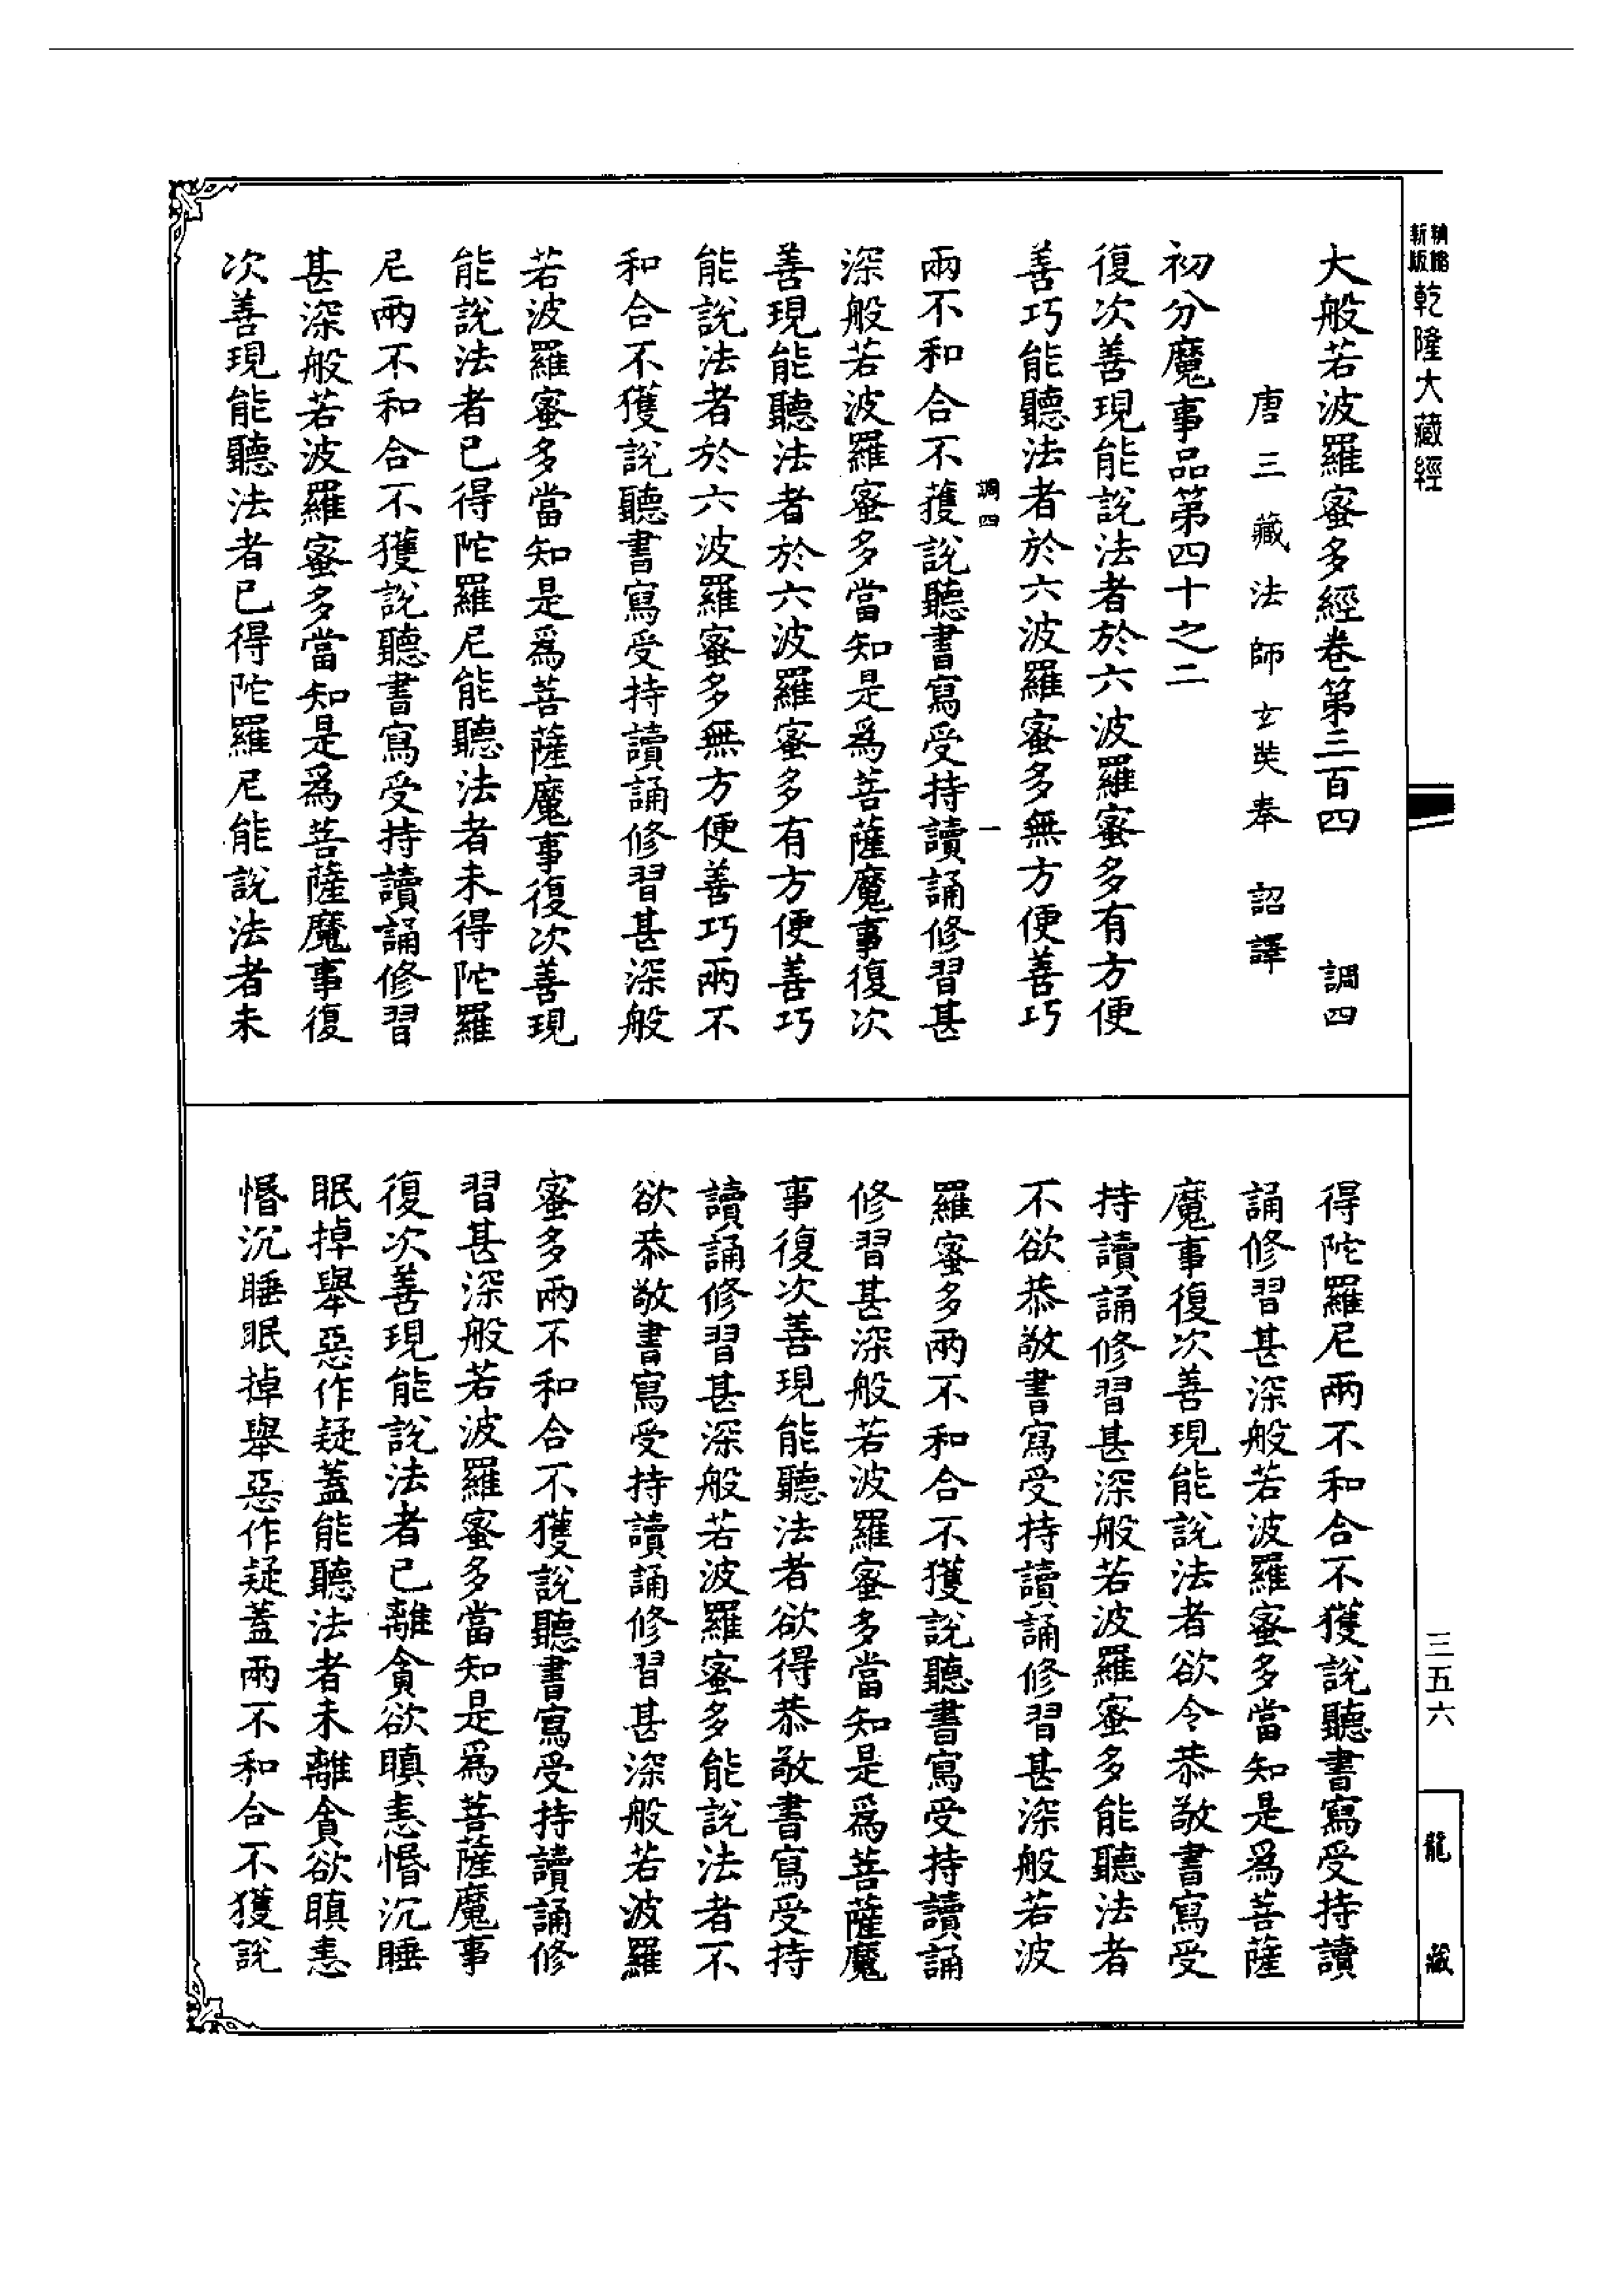 新版
精緻
乾隆大藏經
大般若波羅蜜多經卷第三百四 調四
唐三藏法師玄奘奉 詔譯
初分魔事品第四十之二
復次善現能說法者於六波羅蜜多有方便
善巧能聽法者於六波羅蜜多無方便善巧
調四 一
兩不和合不獲說聽書寫受持讀誦修習甚
深般若波羅蜜多當知是爲菩薩魔事復次
善現能聽法者於六波羅蜜多有方便善巧
能說法者於六波羅蜜多無方便善巧兩不
和合不獲說聽書寫受持讀誦修習甚深般
若波羅蜜多當知是爲菩薩魔事復次善現
能說法者已得陀羅尼能聽法者未得陀羅
尼兩不和合不獲說聽書寫受持讀誦修習
甚深般若波羅蜜多當知是爲菩薩魔事復
次善現能聽法者已得陀羅尼能說法者未
得陀羅尼兩不和合不獲說聽書寫受持讀
誦修習甚深般若波羅蜜多當知是爲菩薩
魔事復次善現能說法者欲令恭敬書寫受
持讀誦修習甚深般若波羅蜜多能聽法者
不欲恭敬書寫受持讀誦修習甚深般若波
羅蜜多兩不和合不獲說聽書寫受持讀誦
修習甚深般若波羅蜜多當知是爲菩薩魔
事復次善現能聽法者欲得恭敬書寫受持
讀誦修習甚深般若波羅蜜多能說法者不
欲恭敬書寫受持讀誦修習甚深般若波羅
蜜多兩不和合不獲說聽書寫受持讀誦修
習甚深般若波羅蜜多當知是爲菩薩魔事
復次善現能說法者已離貪欲瞋恚惛沉睡
眠掉舉惡作疑蓋能聽法者未離貪欲瞋恚
惛沉睡眠掉舉惡作疑蓋兩不和合不獲說
三五六
龍藏